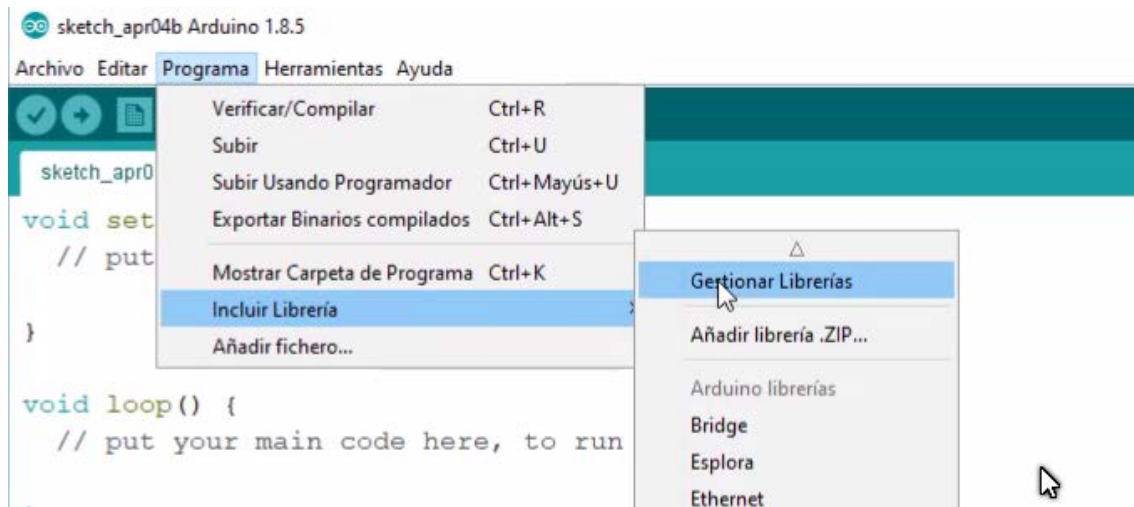 sketch_apr04b Arduino 1.8.5
Archivo Editar Programa Herramientas Ayuda
Verificar/Compilar Ctrl+R
Subir Ctrl+U
sketch_apr0
Subir Usando Programador Ctrl+Mayús+U
void set
Exportar Binarios compilados Ctrl+Alt+S
// put
Mostrar Carpeta de Programa Ctrl+K
Gestionar Librerías
Incluir Librería
}
Añadir fichero...
Añadir librería .ZIP...
Arduino librerías
void loop() {
Bridge
// put your main code here, to run
Esplora
Ethernet